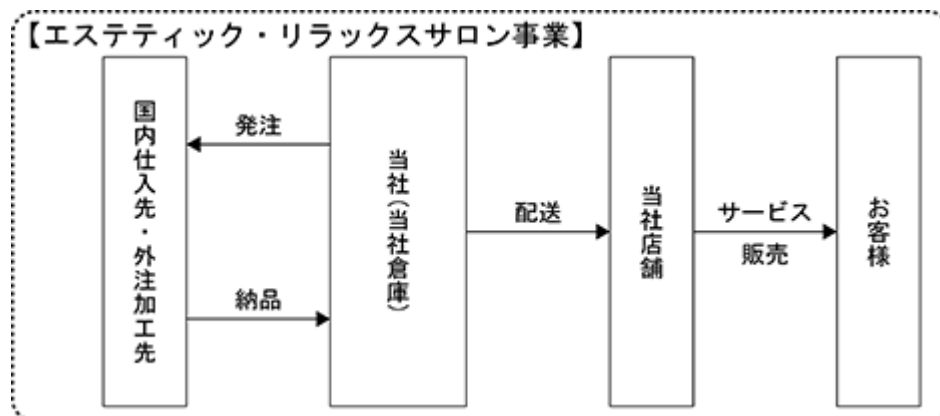 【エステティック・リラックスサロン事業】
国内仕入先・外注加工先
発注
納品
当社(当社倉庫)
配送
当社店舗
サービス
販売
お客様